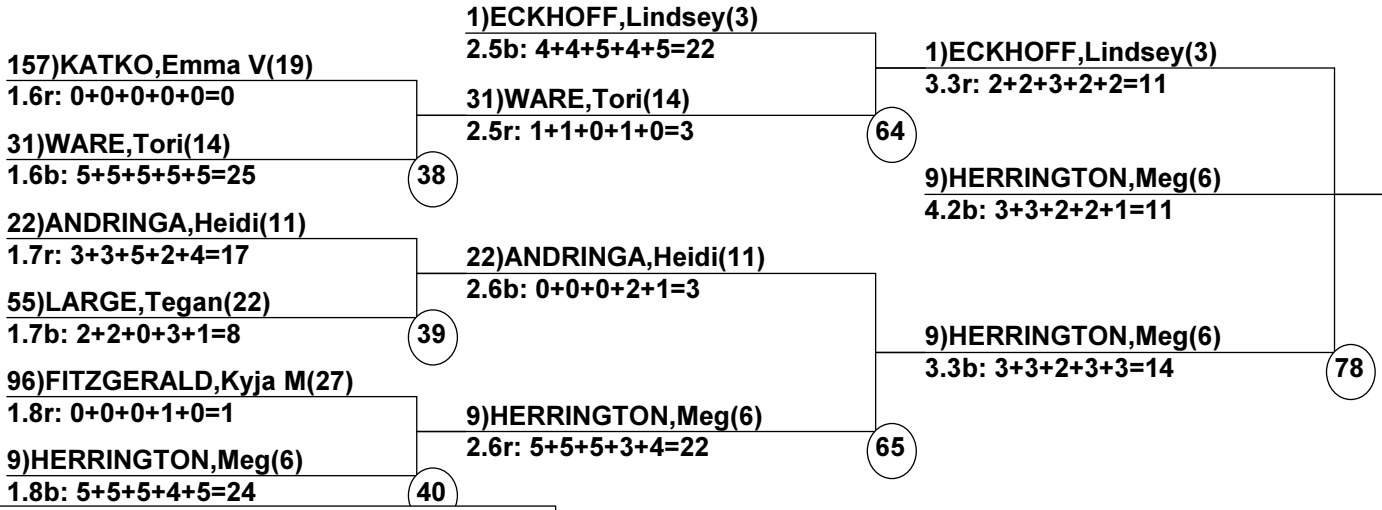 157)KATKO,Emma V(19)
1.6r: 0+0+0+0+0=0
31)WARE,Tori(14)
1.6b: 5+5+5+5+5=25
38
22)ANDRINGA,Heidi(11)
1.7r: 3+3+5+2+4=17
55)LARGE,Tegan(22)
1.7b: 2+2+0+3+1=8
39
96)FITZGERALD,Kyja M(27)
1.8r: 0+0+0+1+0=1
9)HERRINGTON,Meg(6)
1.8b: 5+5+5+4+5=24
40
1)ECKHOFF,Lindsey(3)
2.5b: 4+4+5+4+5=22
31)WARE,Tori(14)
2.5r: 1+1+0+1+0=3
64
22)ANDRINGA,Heidi(11)
2.6b: 0+0+0+2+1=3
9)HERRINGTON,Meg(6)
2.6r: 5+5+5+3+4=22
65
1)ECKHOFF,Lindsey(3)
3.3r: 2+2+3+2+2=11
9)HERRINGTON,Meg(6)
4.2b: 3+3+2+2+1=11
9)HERRINGTON,Meg(6)
3.3b: 3+3+2+3+3=14
78